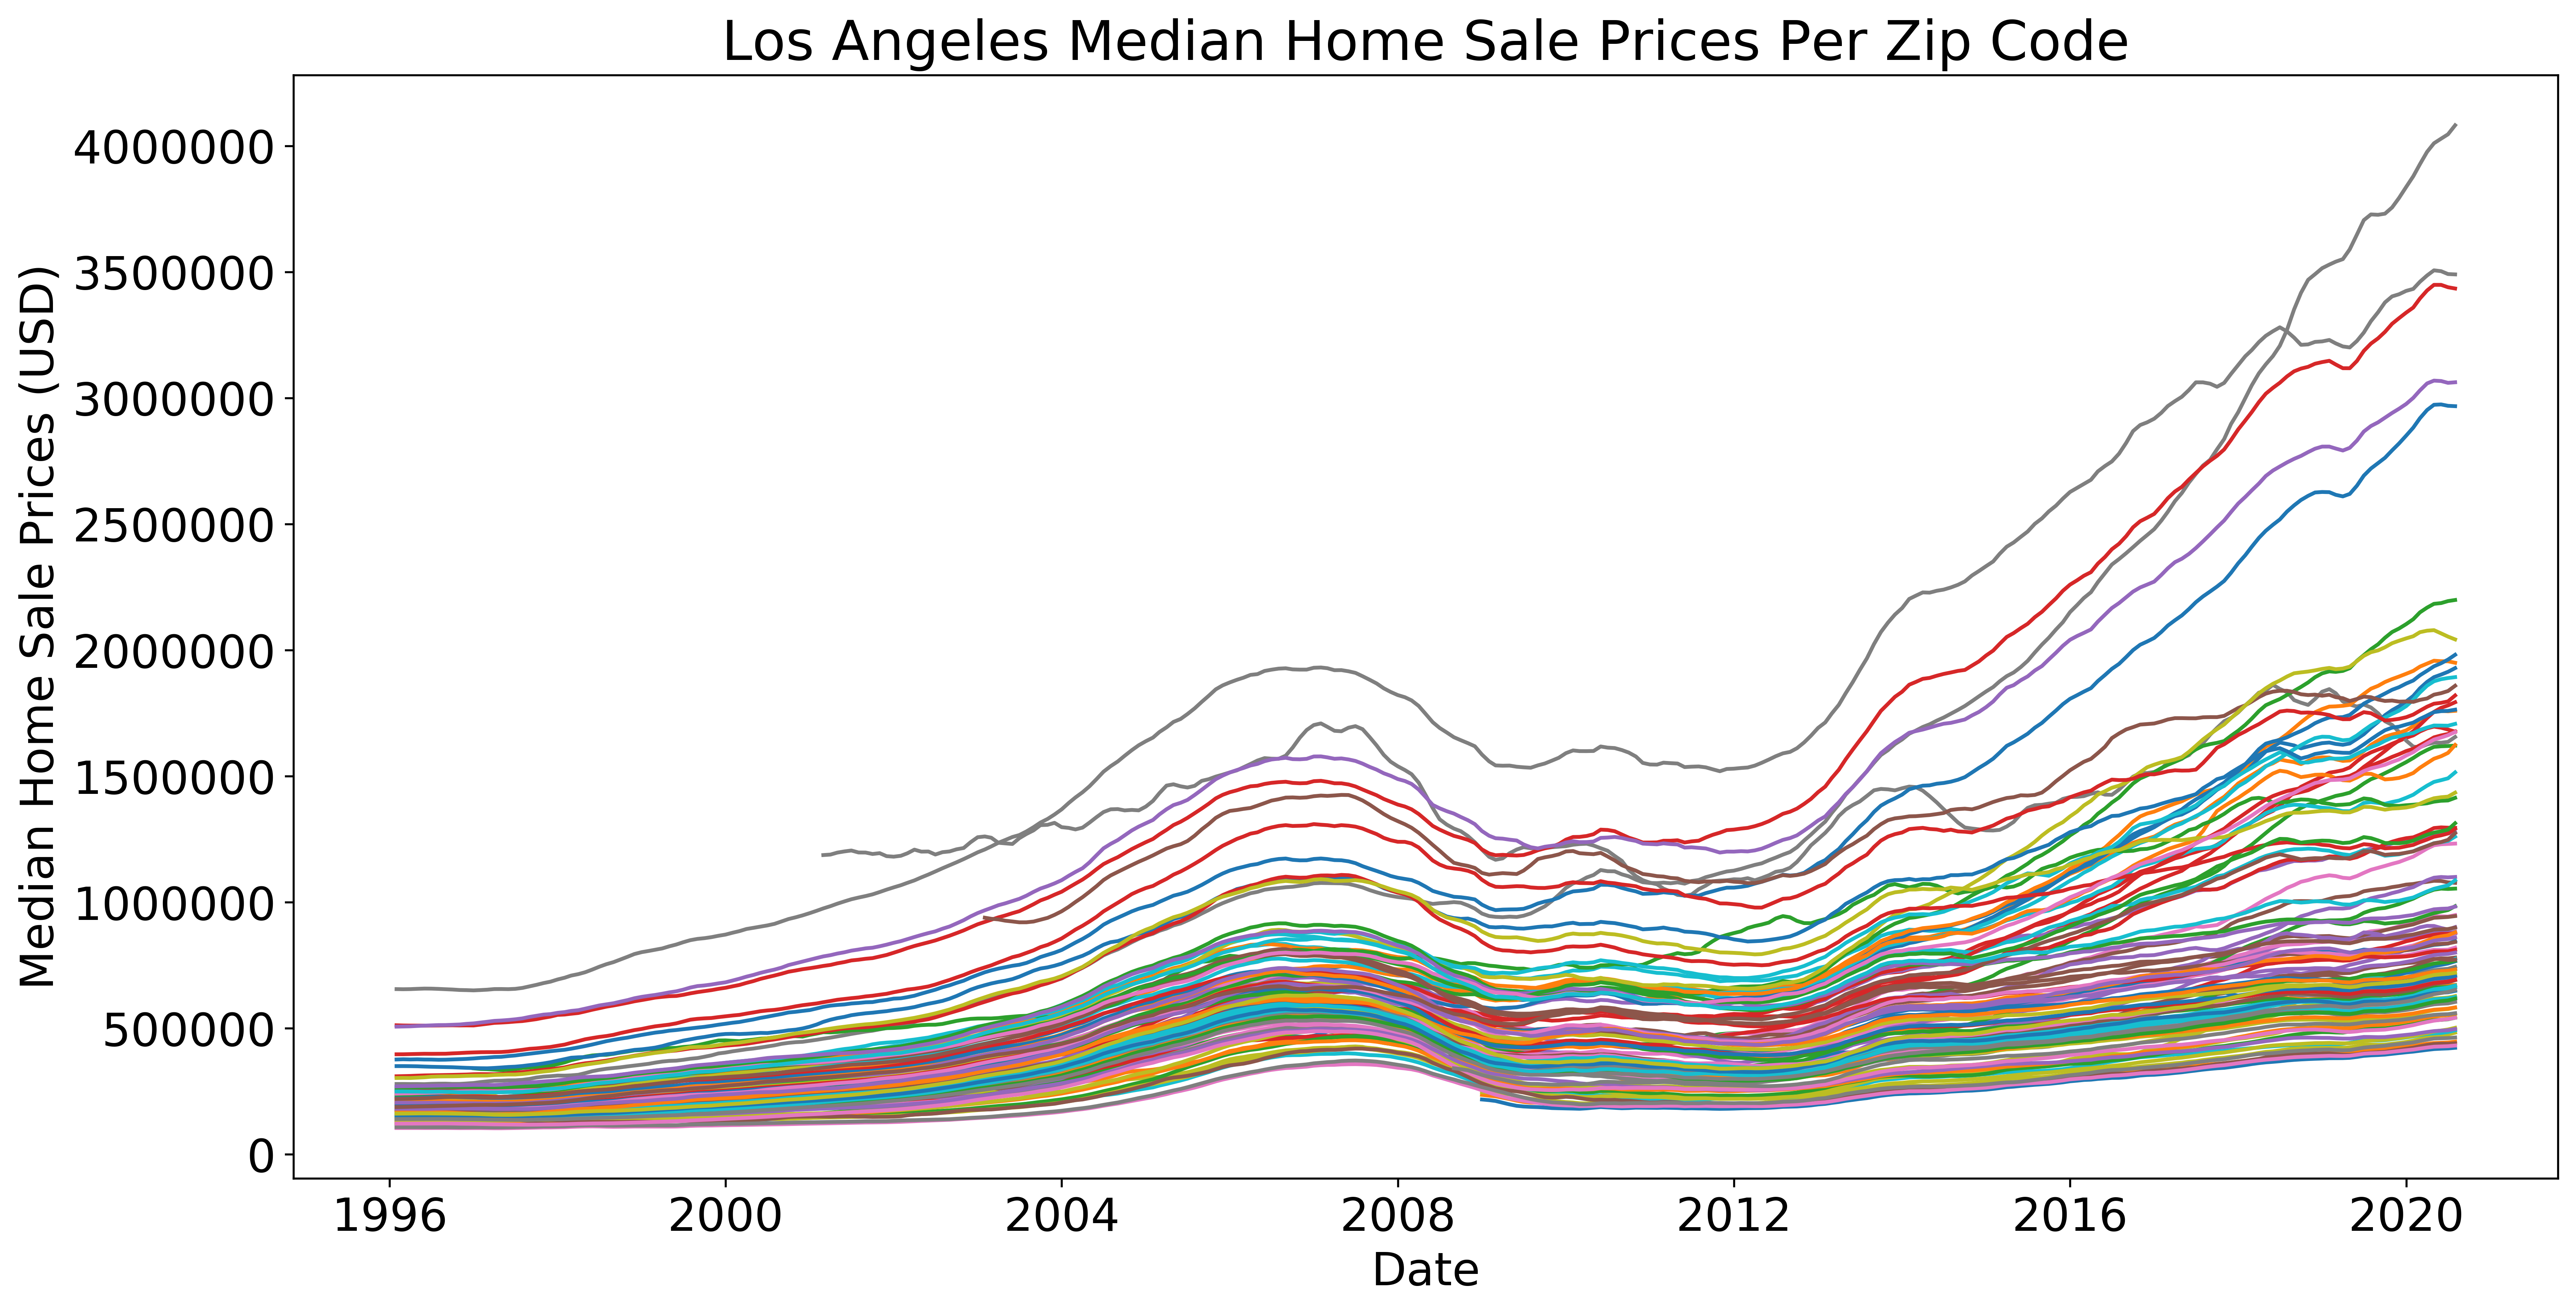 Los Angeles Median Home Sale Prices Per Zip Code
Median Home Sale Prices (USD)
4000000
3500000
3000000
2500000
2000000
1500000
1000000
500000
0
1996 2000 2004 2008 2012 2016 2020
Date